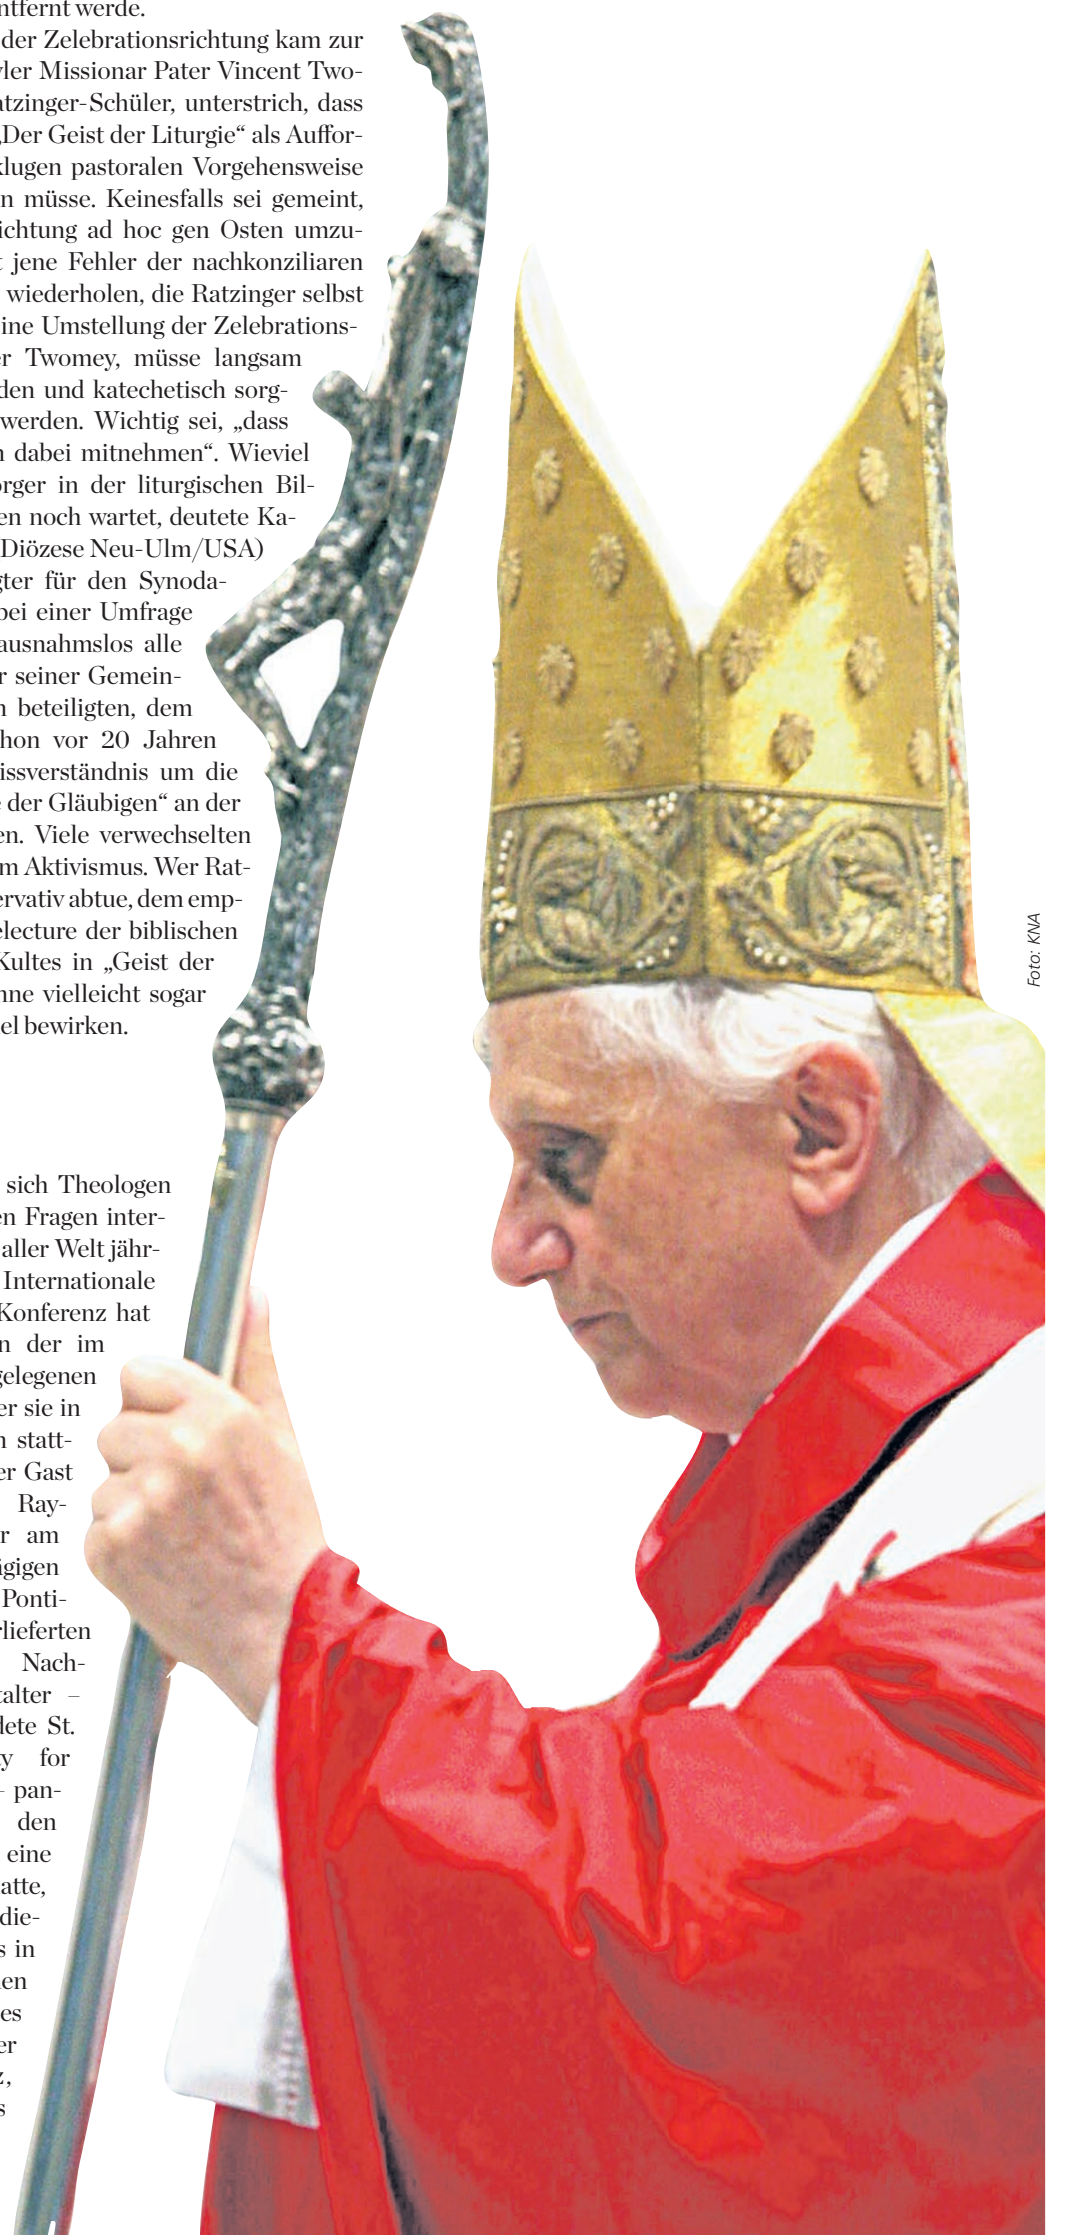 ntfernt werde.
der Zelebrationsrichtung kam zur
ler Missionar Pater Vincent Two-
atzinger-Schüler, unterstrich, dass
„Der Geist der Liturgie“ als Auffor-
klugen pastoralen Vorgehensweise
n müsse. Keinesfalls sei gemeint,
ichtung ad hoc gen Osten umzu-
t jene Fehler der nachkonziliaren
wiederholen, die Ratzinger selbst
ine Umstellung der Zelebrations-
er Twomey, müsse langsam
den und katechetisch sorg-
werden. Wichtig sei, „dass
n dabei mitnehmen“. Wieviel
orger in der liturgischen Bil-
en noch wartet, deutete Ka-
Diözese Neu-Ulm/USA)
gter für den Synoda-
bei einer Umfrage
ausnahmslos alle
r seiner Gemein-
n beteiligten, dem
hon vor 20 Jahren
issverständnis um die
e der Gläubigen“ an der
en. Viele verwechselten
m Aktivismus. Wer Rat-
ervativ abtue, dem emp-
electure der biblischen
Kultes in „Geist der
nne vielleicht sogar
el bewirken.
sich Theologen
en Fragen inter-
aller Welt jähr-
Internationale
Konferenz hat
n der im
gelegenen
er sie in
n statt-
er Gast
Ray-
r am
igigen
Ponti-
rlieferten
Nach-
talter –
dete St.
y for
- pan-
den
eine
atte,
die-
s in
en
es
er
z,
s
Foto: KNA